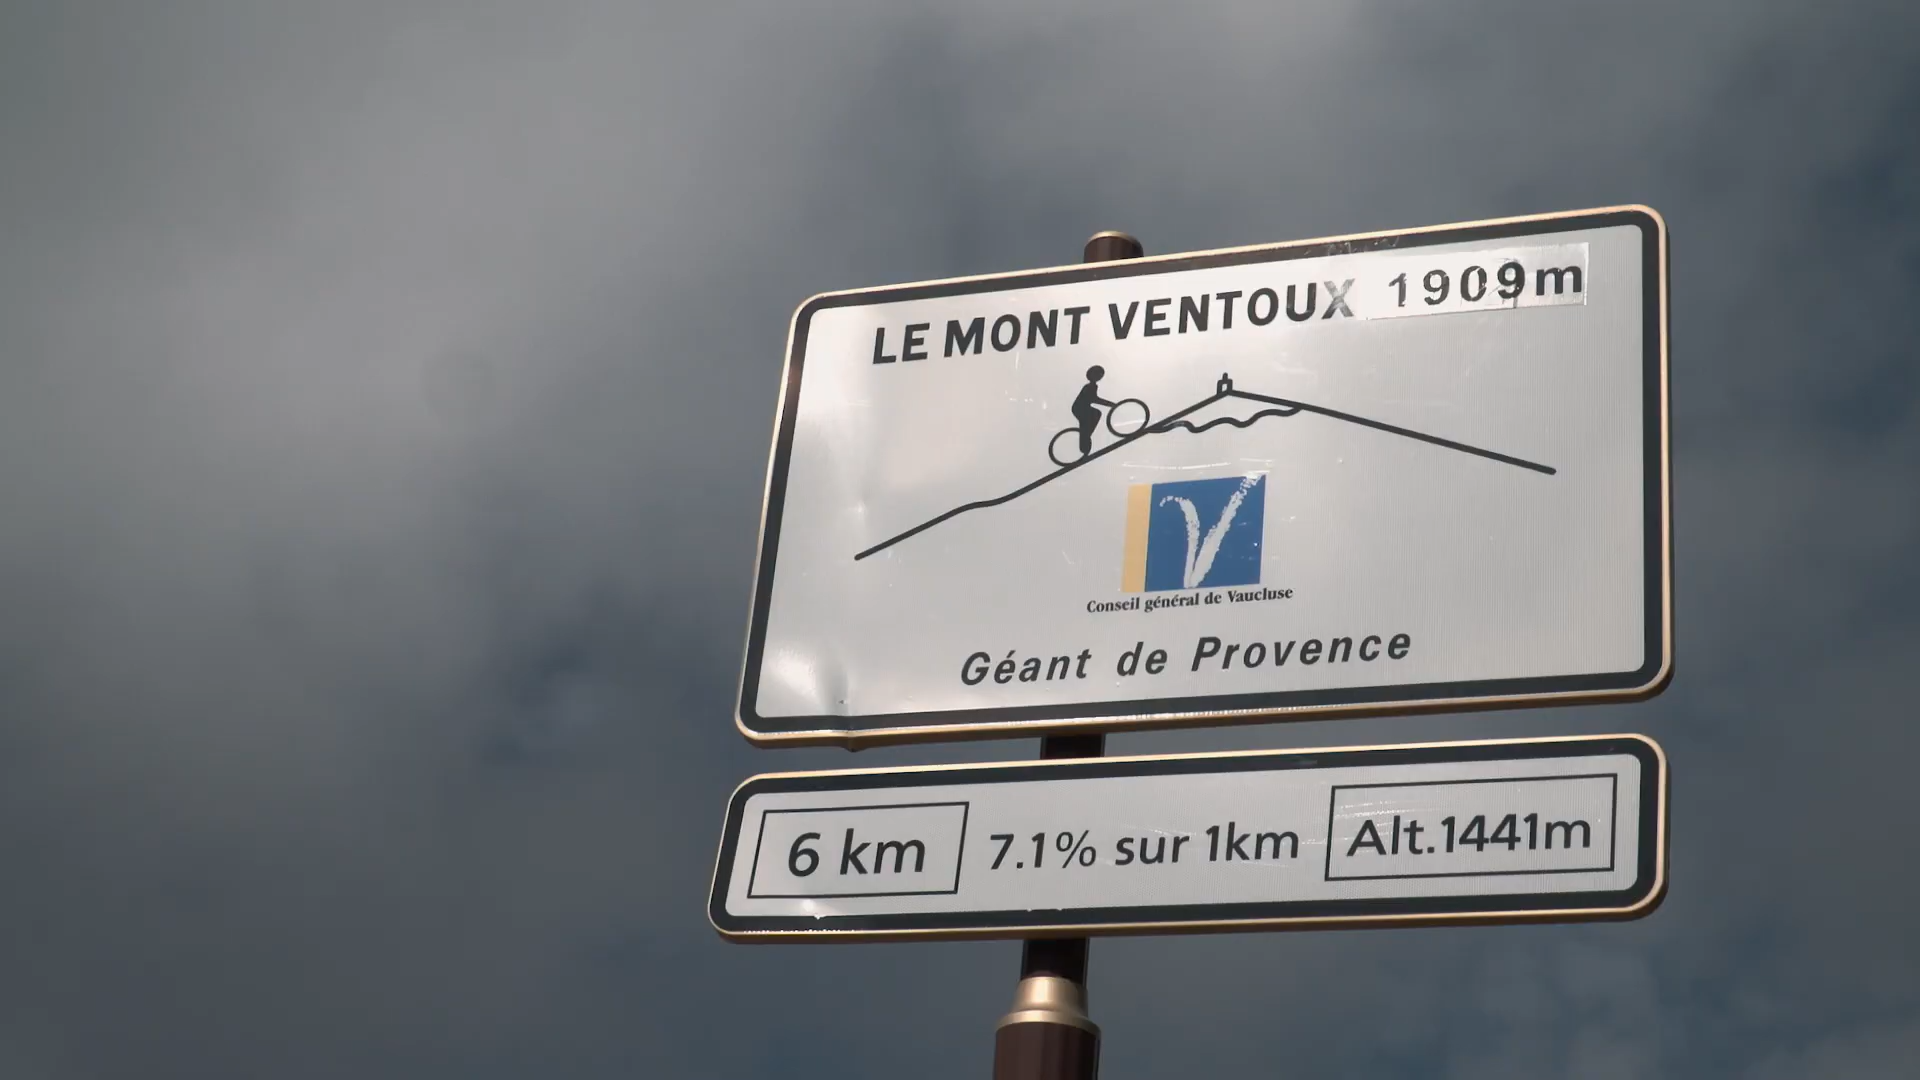 LE MONT VENTOUX 1909m
Conseil général de Vaucluse
Géant de Provence
6 km 7.1% sur 1km Alt.1441m